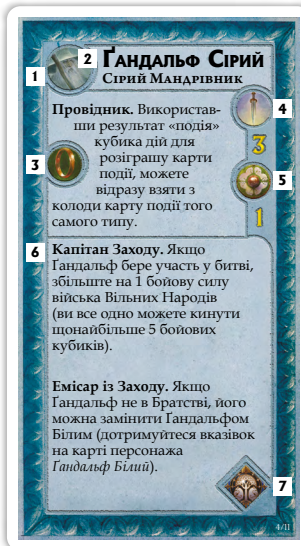 1
2
Ґандальф Сірий
Сірий Мандрівник
Провідник. Використав-
ши результат «подія»
кубика дій для
розіграшу карти
події, можете
відразу взяти з
колоди карту події того
самого типу.
3
4
3
5
1
6
Капітан Заходу. Якщо
Ґандальф бере участь у битві,
збільште на 1 бойову силу
війська Вільних Народів
(ви все одно можете кинути
щонайбільше 5 бойових
кубиків).
Емісар із Заходу. Якщо
Ґандальф не в Братстві, його
можна замінити Ґандальфом
Білим (дотримуйтеся вказівок
на карті персонажа
Ґандальф Білий).
7
4/11